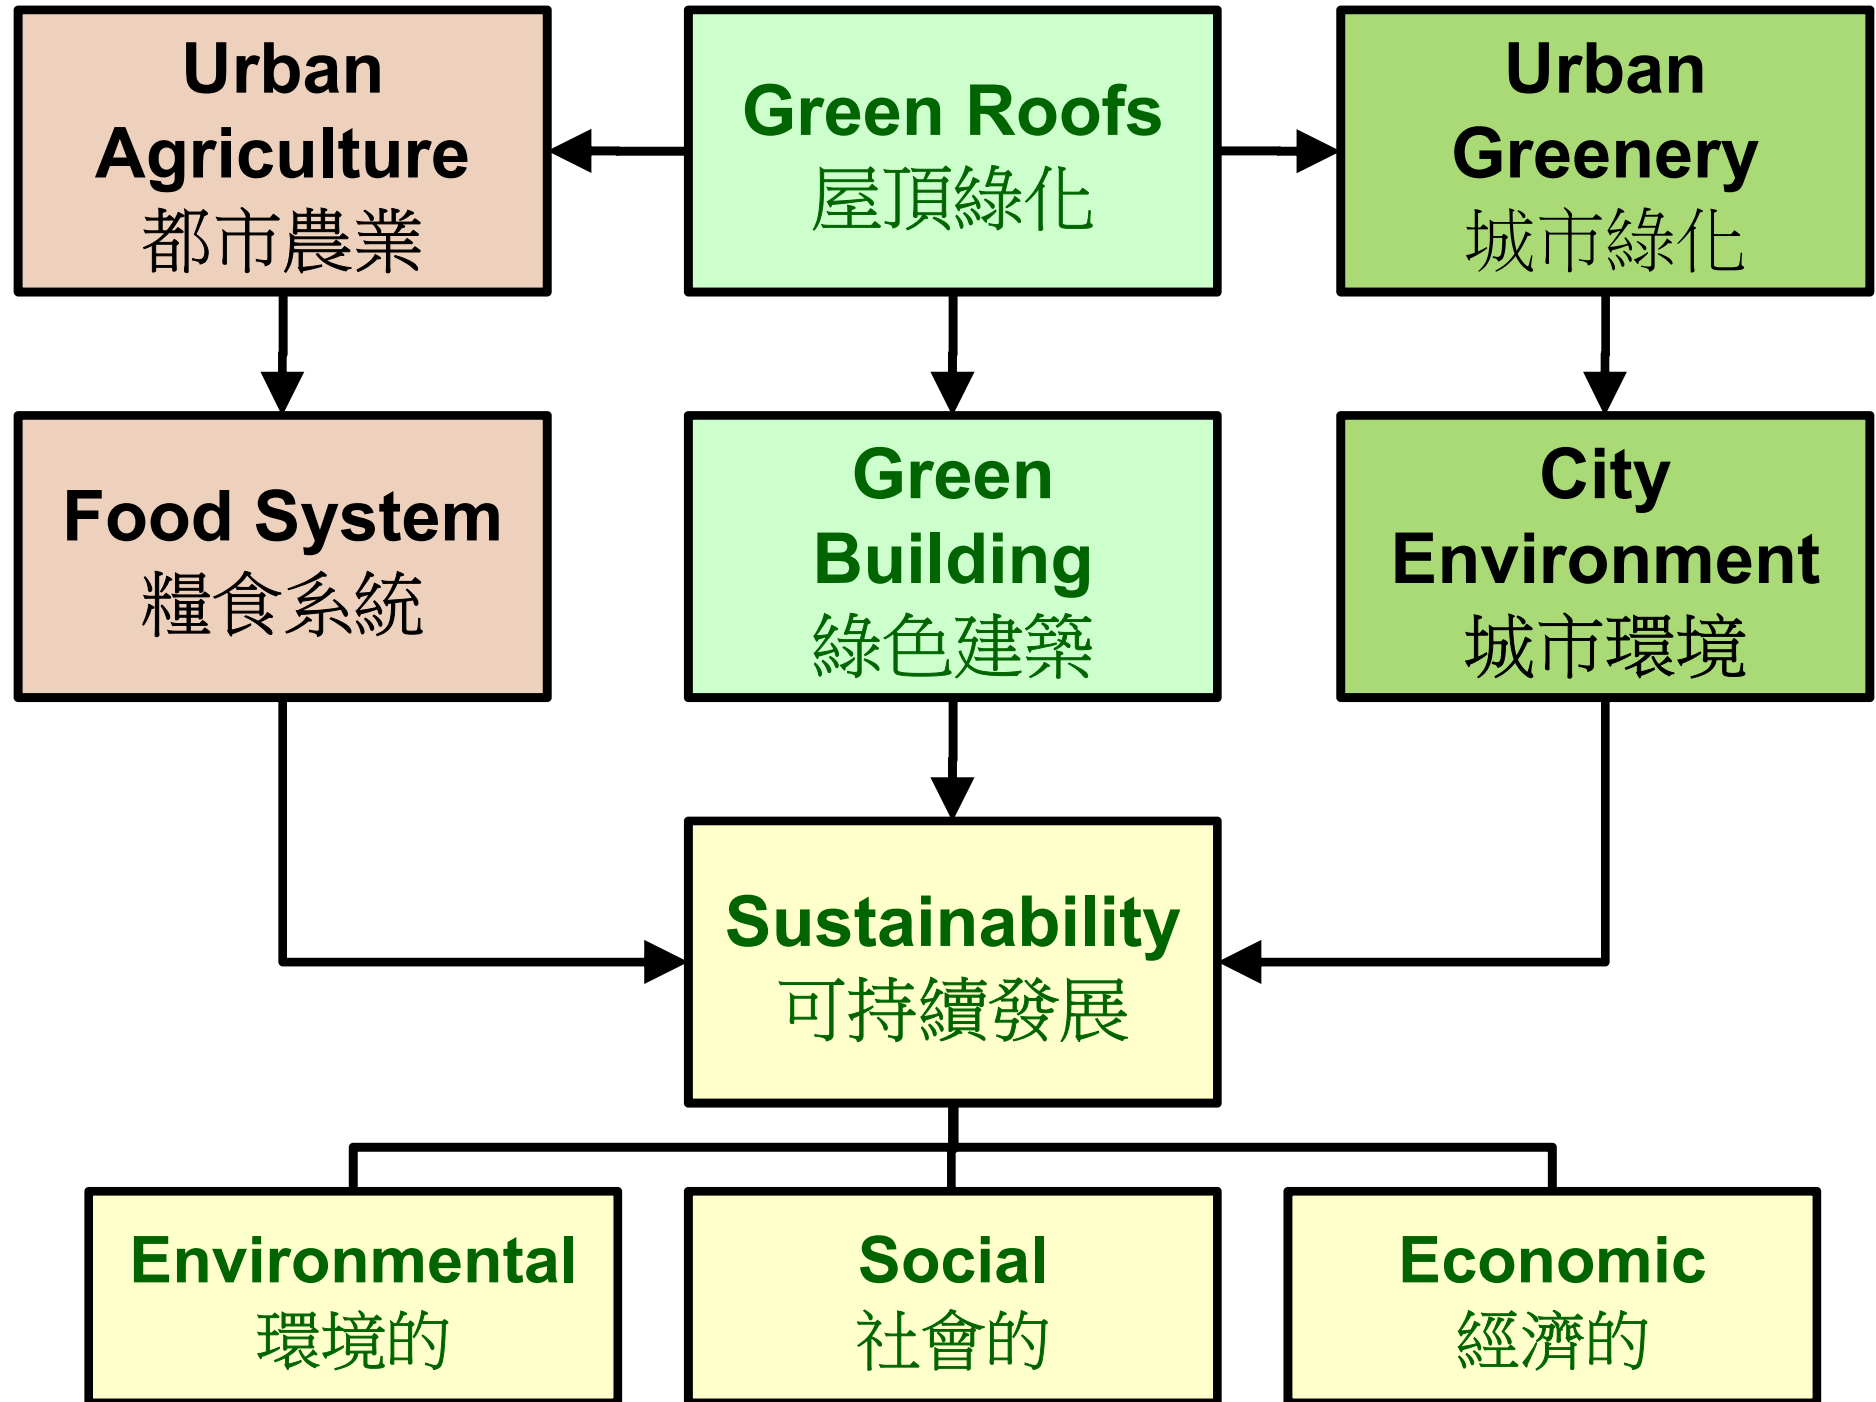 Urban
Agriculture
都市農業
Green Roofs
屋頂綠化
Urban
Greenery
城市綠化
Food System
糧食系統
Green
Building
綠色建築
City
Environment
城市環境
Sustainability
可持續發展
Environmental
環境的
Social
社會的
Economic
經濟的